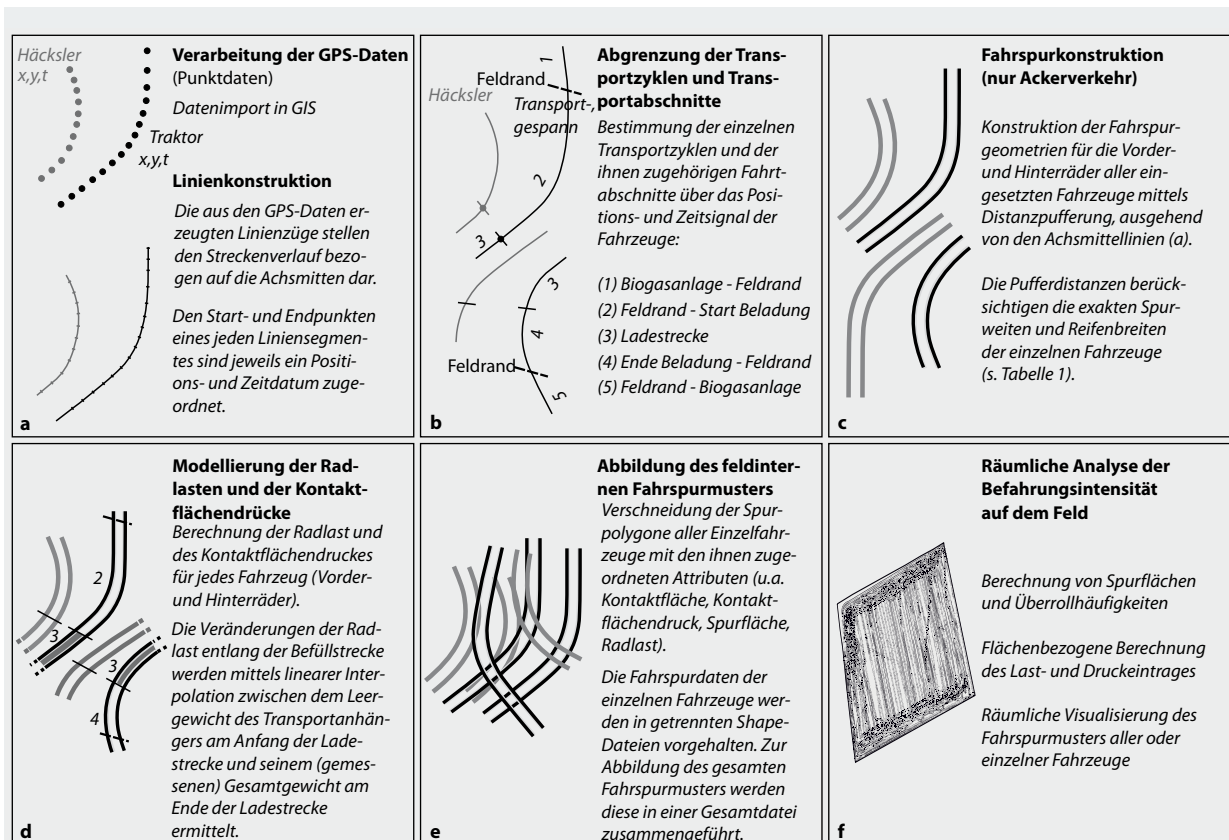 Häcksler
x,y,t
Verarbeitung der GPS-Daten
(Punktdaten)
Datenimport in GIS
Traktor
x,y,t
Linienkonstruktion
Die aus den GPS-Daten er-
zeugten Linienzüge stellen
den Streckenverlauf bezo-
gen auf die Achsmitten dar.
Den Start- und Endpunkten
eines jeden Liniensegmen-
tes sind jeweils ein Positi-
ons- und Zeitdatum zuge-
ordnet.
a
1
Feldrand
Häcksler
Transport-,
gespann
2
3
3
4
Feldrand
5
Abgrenzung der Trans-
portzyklen und Trans-
portabschnitte
Bestimmung der einzelnen
Transportzyklen und der
ihnen zugehörigen Fahrt-
abschnitte über das Posi-
tions- und Zeitsignal der
Fahrzeuge:
(1) Biogasanlage - Feldrand
(2) Feldrand - Start Beladung
(3) Ladestrecke
(4) Ende Beladung - Feldrand
(5) Feldrand - Biogasanlage
b
Fahrspurkonstruktion
(nur Ackerverkehr)
Konstruktion der Fahrspur-
geometrien für die Vorder-
und Hinterräder aller ein-
gesetzten Fahrzeuge mittels
Distanzpufferung, ausgehend
von den Achsmittellinien (a).
Die Pufferdistanzen berück-
sichtigen die exakten Spur-
weiten und Reifenbreiten
der einzelnen Fahrzeuge
(s. Tabelle 1).
c
Modellierung der Rad-
lasten und der Kontakt-
flächendrücke
Berechnung der Radlast und
des Kontaktflächendruckes
für jedes Fahrzeug (Vorder-
und Hinterräder).
Die Veränderungen der Rad-
last entlang der Befüllstrecke
werden mittels linearer Inter-
polation zwischen dem Leer-
gewicht des Transportanhän-
gers am Anfang der Lade-
strecke und seinem (gemes-
senen) Gesamtgewicht am
Ende der Ladestrecke
ermittelt.
2
3
3
4
d
Abbildung des feldinter-
nen Fahrspurmusters
Verschneidung der Spur-
polygone aller Einzelfahr-
zeuge mit den ihnen zuge-
ordneten Attributen (u.a.
Kontaktfläche, Kontakt-
flächendruck, Spurfläche,
Radlast).
Die Fahrspurdaten der
einzelnen Fahrzeuge wer-
den in getrennten Shape-
Dateien vorgehalten. Zur
Abbildung des gesamten
Fahrspurmusters werden
diese in einer Gesamtdatei
zusammengeführt.
e
Räumliche Analyse der
Befahrungsintensität
auf dem Feld
Berechnung von Spurflächen
und Überrollhäufigkeiten
Flächenbezogene Berechnung
des Last- und Druckeintrages
Räumliche Visualisierung des
Fahrspurmusters aller oder
einzelner Fahrzeuge
f